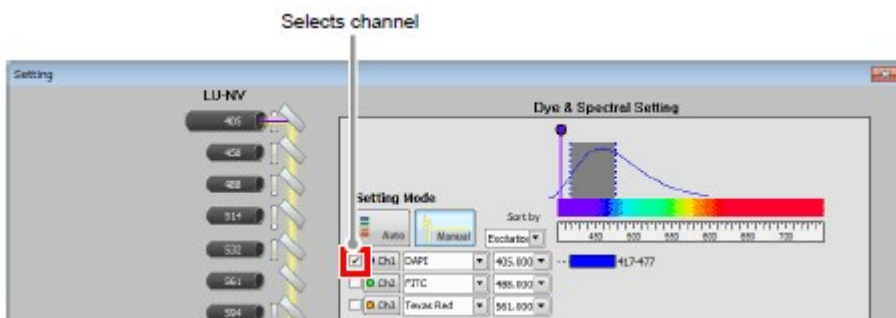 Selects channel
Setting
LU-NV
405
Dye & Spectral Setting
458
488
514
Setting Mode
Sort by
Auto
Manual
Excitation
450 500 550 600 650 700
532
Ch1 DAPI 405.000 417-477
561
Ch2 FITC 488.000
594
Ch3 Texas Red 561.000